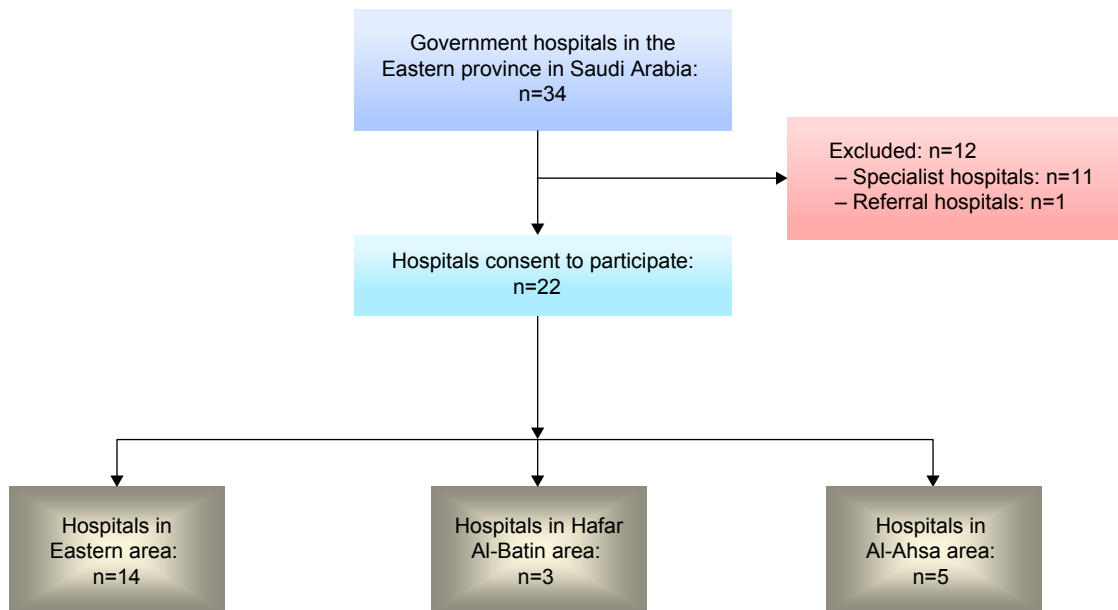 Government hospitals in the
Eastern province in Saudi Arabia:
n=34
Excluded: n=12
– Specialist hospitals: n=11
– Referral hospitals: n=1
Hospitals consent to participate:
n=22
Hospitals in
Eastern area:
n=14
Hospitals in Hafar
Al-Batin area:
n=3
Hospitals in
Al-Ahsa area:
n=5